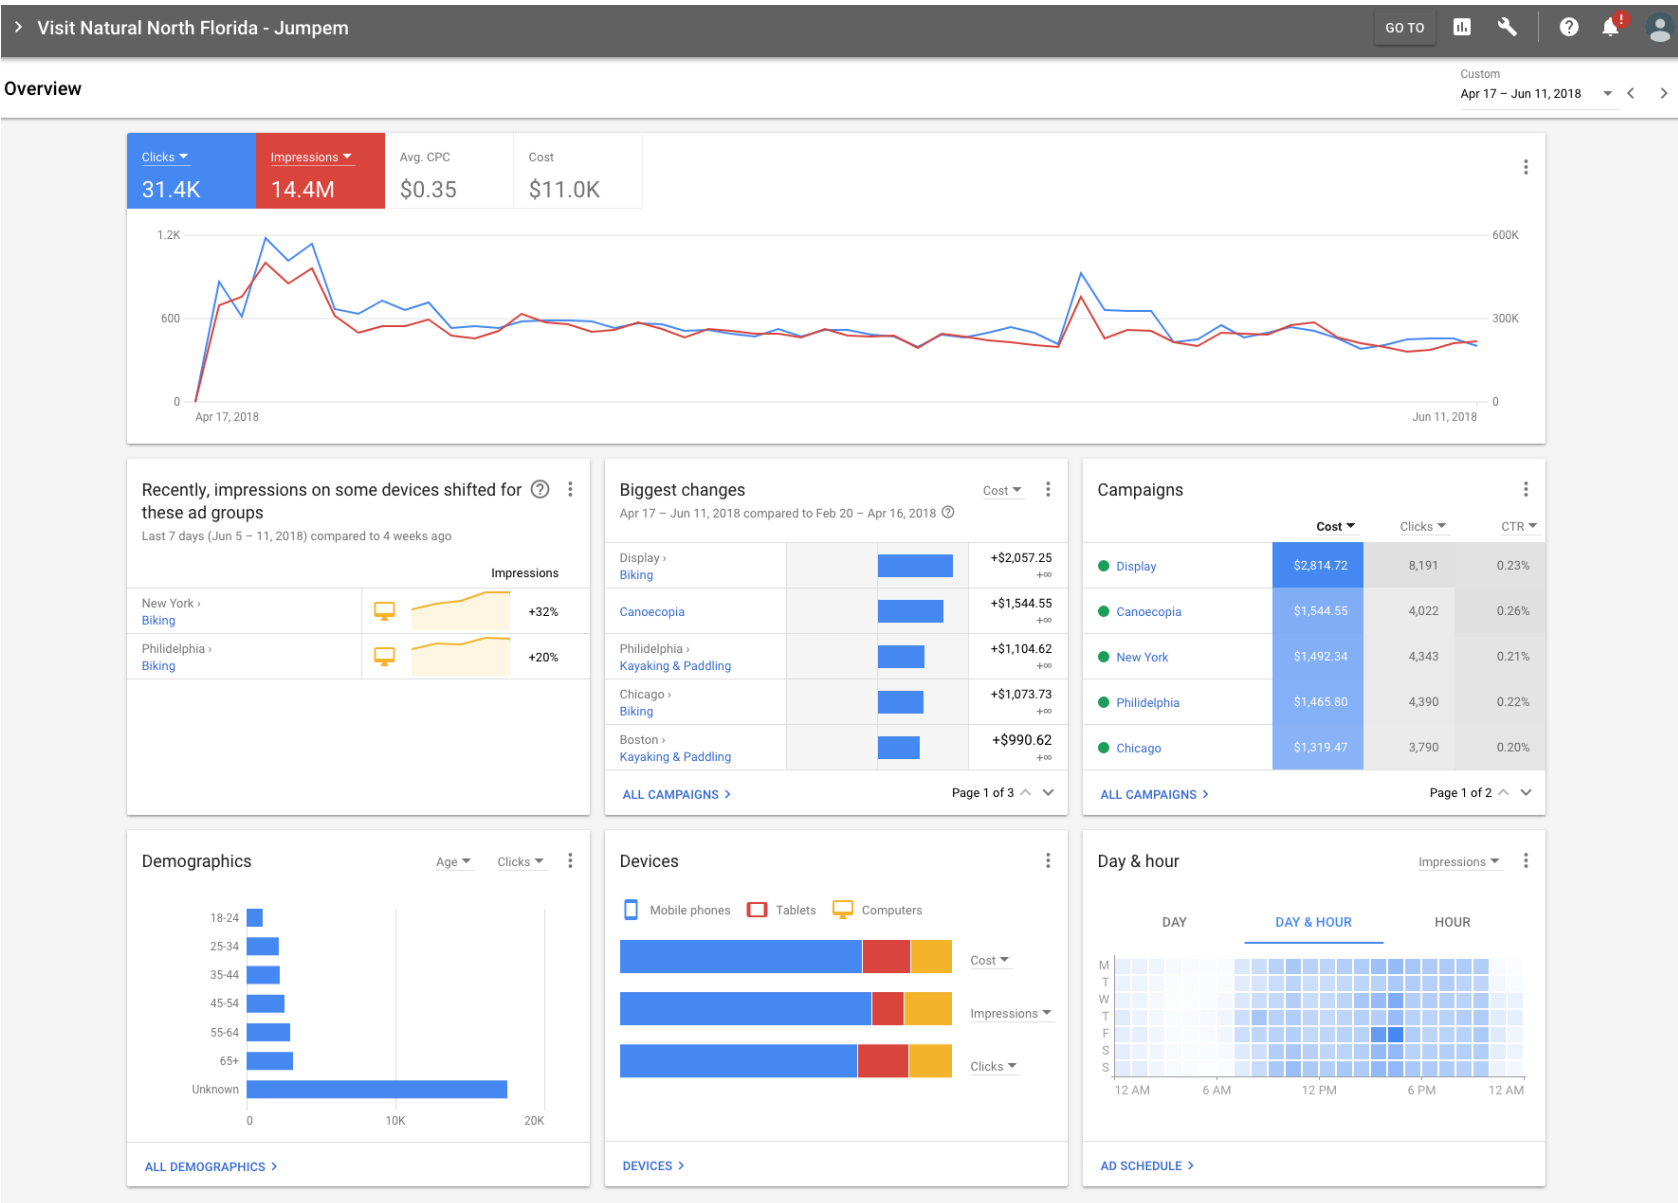 Visit Natural North Florida - Jumpem
GO TO
!
Overview
Custom
Apr 17 – Jun 11, 2018
Clicks
31.4K
Impressions
14.4M
Avg. CPC
$0.35
Cost
$11.0K
1.2K
600K
600
300K
0
0
Apr 17, 2018
Jun 11, 2018
Recently, impressions on some devices shifted for
these ad groups
Last 7 days (Jun 5 – 11, 2018) compared to 4 weeks ago
Impressions
New York ›
Biking
+32%
Philidelphia ›
Biking
+20%
Biggest changes
Cost
Apr 17 – Jun 11, 2018 compared to Feb 20 – Apr 16, 2018
Display ›
Biking
+$2,057.25
+∞
Canoecopia
+$1,544.55
+∞
Philidelphia ›
Kayaking & Paddling
+$1,104.62
+∞
Chicago ›
Biking
+$1,073.73
+∞
Boston ›
Kayaking & Paddling
+$990.62
+∞
ALL CAMPAIGNS
Page 1 of 3
Campaigns
Cost Clicks CTR
Display $2,814.72 8,191 0.23%
Canoecopia $1,544.55 4,022 0.26%
New York $1,492.34 4,343 0.21%
Philidelphia $1,465.80 4,390 0.22%
Chicago $1,319.47 3,790 0.20%
ALL CAMPAIGNS
Page 1 of 2
Demographics
Age
Clicks
18-24
25-34
35-44
45-54
55-64
65+
Unknown
0 10K 20K
ALL DEMOGRAPHICS
Devices
Mobile phones Tablets Computers
Cost
Impressions
Clicks
DEVICES
Day & hour
Impressions
DAY DAY & HOUR HOUR
M
T
W
T
F
S
S
12 AM 6 AM 12 PM 6 PM 12 AM
AD SCHEDULE